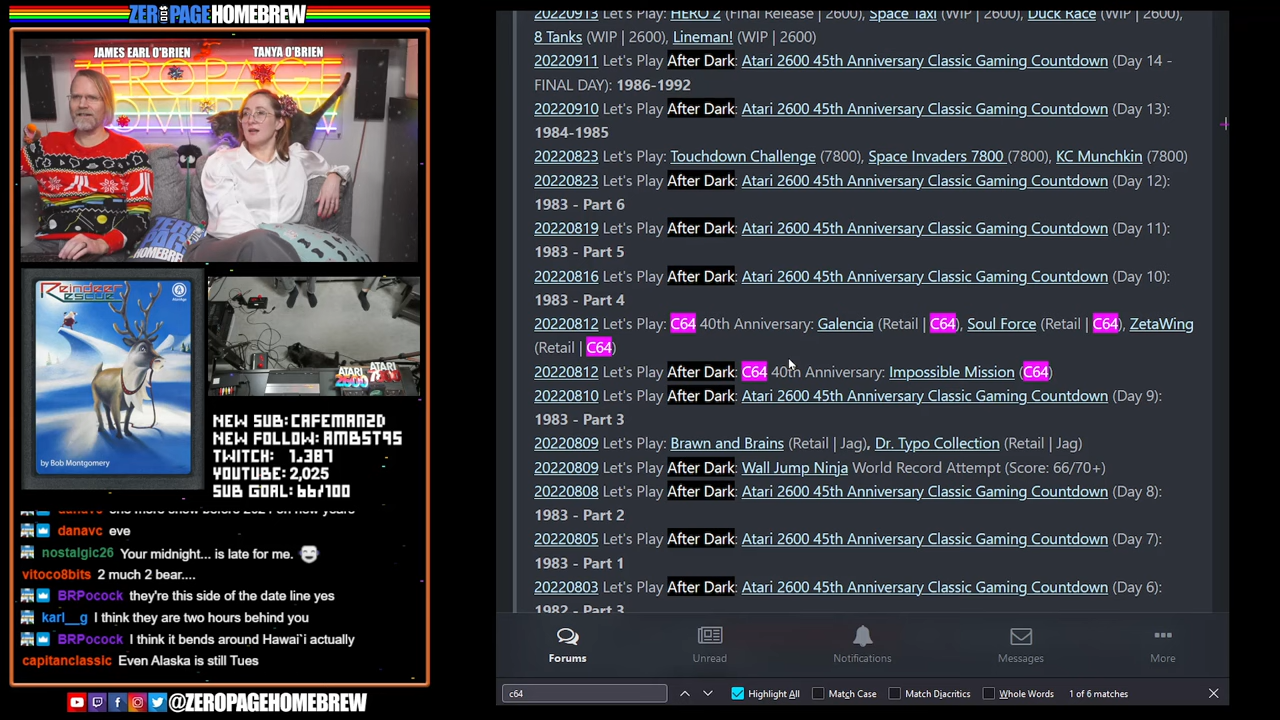 ZEROPAGEHOMEBREW
JAMES EARL O'BRIEN
TANYA O'BRIEN
ZEROPAGE
HOMEBREW
Reindeer
Rescue
by Bob Montgomery
NEW SUB: CAFEMAN2D
NEW FOLLOW: AMBST95
TWITCH: 1,387
YOUTUBE: 2,025
SUB GOAL: 66/100
danavc one more show before 2024 on new years
danavc eve
nostalgic26 Your midnight... is late for me.
vitoco8bits 2 much 2 bear....
BRPocock they're this side of the date line yes
karl__g I think they are two hours behind you
BRPocock I think it bends around Hawai`i actually
capitanclassic Even Alaska is still Tues
@ZEROPAGEHOMEBREW
20220913 Let's Play: HERO 2 (Final Release | 2600), Space Taxi (WIP | 2600), Duck Race (WIP | 2600),
8 Tanks (WIP | 2600), Lineman! (WIP | 2600)
20220911 Let's Play After Dark: Atari 2600 45th Anniversary Classic Gaming Countdown (Day 14 -
FINAL DAY): 1986-1992
20220910 Let's Play After Dark: Atari 2600 45th Anniversary Classic Gaming Countdown (Day 13):
1984-1985
20220823 Let's Play: Touchdown Challenge (7800), Space Invaders 7800 (7800), KC Munchkin (7800)
20220823 Let's Play After Dark: Atari 2600 45th Anniversary Classic Gaming Countdown (Day 12):
1983 - Part 6
20220819 Let's Play After Dark: Atari 2600 45th Anniversary Classic Gaming Countdown (Day 11):
1983 - Part 5
20220816 Let's Play After Dark: Atari 2600 45th Anniversary Classic Gaming Countdown (Day 10):
1983 - Part 4
20220812 Let's Play: C64 40th Anniversary: Galencia (Retail | C64), Soul Force (Retail | C64), ZetaWing
(Retail | C64)
20220812 Let's Play After Dark: C64 40th Anniversary: Impossible Mission (C64)
20220810 Let's Play After Dark: Atari 2600 45th Anniversary Classic Gaming Countdown (Day 9):
1983 - Part 3
20220809 Let's Play: Brawn and Brains (Retail | Jag), Dr. Typo Collection (Retail | Jag)
20220809 Let's Play After Dark: Wall Jump Ninja World Record Attempt (Score: 66/70+)
20220808 Let's Play After Dark: Atari 2600 45th Anniversary Classic Gaming Countdown (Day 8):
1983 - Part 2
20220805 Let's Play After Dark: Atari 2600 45th Anniversary Classic Gaming Countdown (Day 7):
1983 - Part 1
20220803 Let's Play After Dark: Atari 2600 45th Anniversary Classic Gaming Countdown (Day 6):
1982 - Part 3
Forums Unread Notifications Messages More
c64 Highlight All Match Case Match Diacritics Whole Words 1 of 6 matches